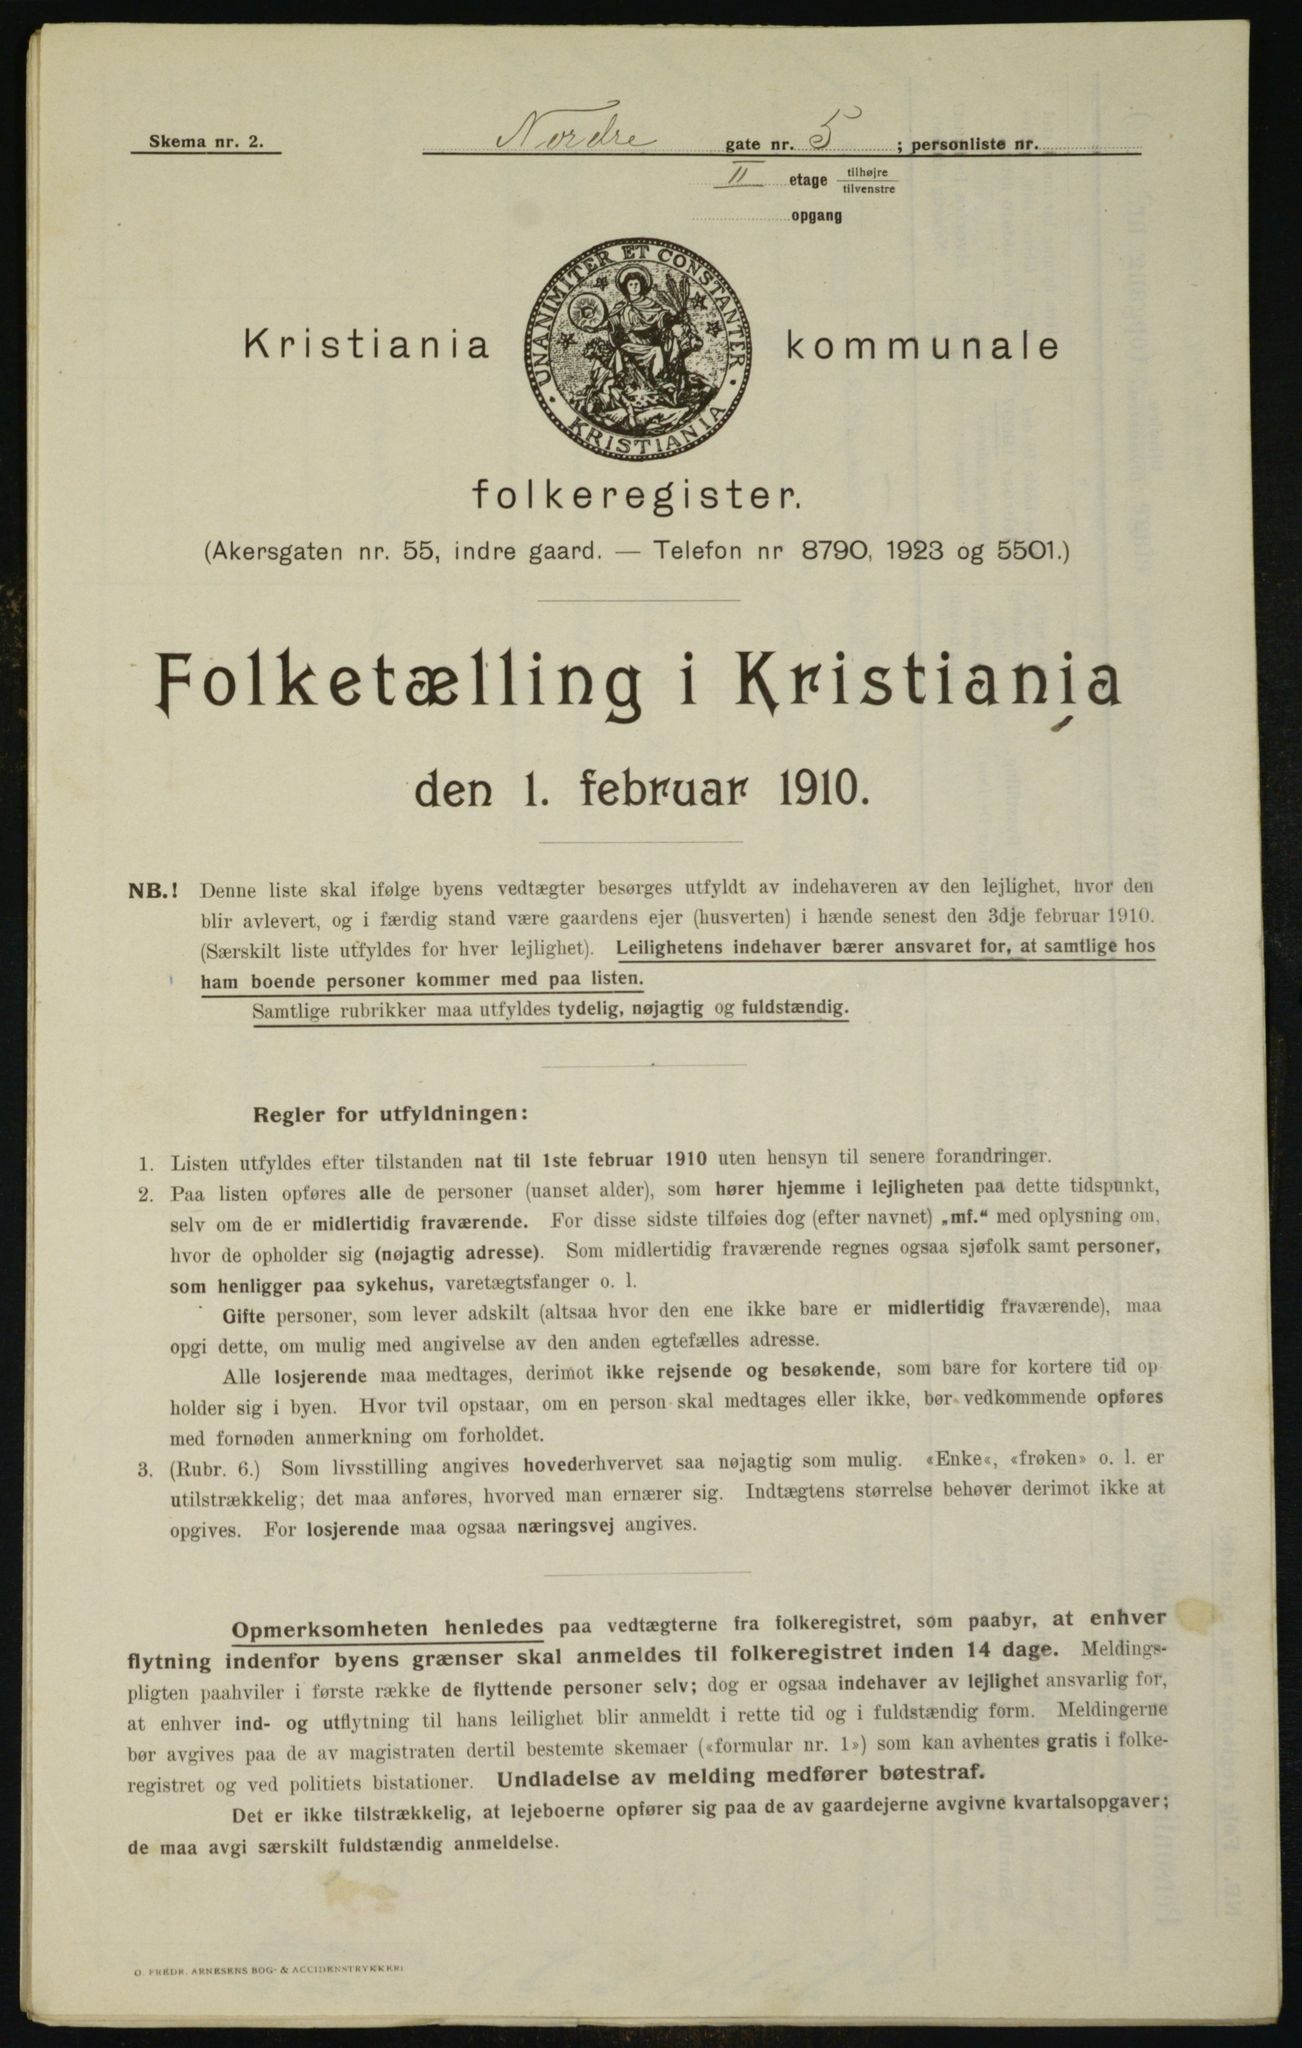 Skema nr. 2.
Nordre gate nr. 5 ; personliste nr.
II etage tilhøjre
tilvenstre
opgang
UNANIMITER ET CONSTANTER
KRISTIANIA
Kristiania kommunale
folkeregister.
(Akersgaten nr. 55, indre gaard. — Telefon nr 8790, 1923 og 5501.)
Folketælling i Kristiania
den 1. februar 1910.
NB.! Denne liste skal ifølge byens vedtægter besørges utfyldt av indehaveren av den lejlighet, hvor den
blir avlevert, og i færdig stand være gaardens ejer (husverten) i hænde senest den 3dje februar 1910.
(Særskilt liste utfyldes for hver lejlighet). Leilighetens indehaver bærer ansvaret for, at samtlige hos
ham boende personer kommer med paa listen.
Samtlige rubrikker maa utfyldes tydelig, nøjagtig og fuldstændig.
Regler for utfyldningen:
1. Listen utfyldes efter tilstanden nat til 1ste februar 1910 uten hensyn til senere forandringer.
2. Paa listen opføres alle de personer (uanset alder), som hører hjemme i lejligheten paa dette tidspunkt,
selv om de er midlertidig fraværende. For disse sidste tilføies dog (efter navnet) „mf.“ med oplysning om,
hvor de opholder sig (nøjagtig adresse). Som midlertidig fraværende regnes ogsaa sjøfolk samt personer,
som henligger paa sykehus, varetægtsfanger o. l.
Gifte personer, som lever adskilt (altsaa hvor den ene ikke bare er midlertidig fraværende), maa
opgi dette, om mulig med angivelse av den anden egtefælles adresse.
Alle losjerende maa medtages, derimot ikke rejsende og besøkende, som bare for kortere tid op
holder sig i byen. Hvor tvil opstaar, om en person skal medtages eller ikke, bør vedkommende opføres
med fornøden anmerkning om forholdet.
3. (Rubr. 6.) Som livsstilling angives hovederhvervet saa nøjagtig som mulig. «Enke«, «frøken» o. l. er
utilstrækkelig; det maa anføres, hvorved man ernærer sig. Indtægtens størrelse behøver derimot ikke at
opgives. For losjerende maa ogsaa næringsvej angives.
Opmerksomheten henledes paa vedtægterne fra folkeregistret, som paabyr, at enhver
flytning indenfor byens grænser skal anmeldes til folkeregistret inden 14 dage. Meldings-
pligten paahviler i første række de flyttende personer selv; dog er ogsaa indehaver av lejlighet ansvarlig for,
at enhver ind- og utflytning til hans leilighet blir anmeldt i rette tid og i fuldstændig form. Meldingerne
bør avgives paa de av magistraten dertil bestemte skemaer («formular nr. 1») som kan avhentes gratis i folke-
registret og ved politiets bistationer. Undladelse av melding medfører bøtestraf.
Det er ikke tilstrækkelig, at lejeboerne opfører sig paa de av gaardejerne avgivne kvartalsopgaver;
de maa avgi særskilt fuldstændig anmeldelse.
O. FREDR. ARNESENS BOG- & ACCIDENSTRYKKERI